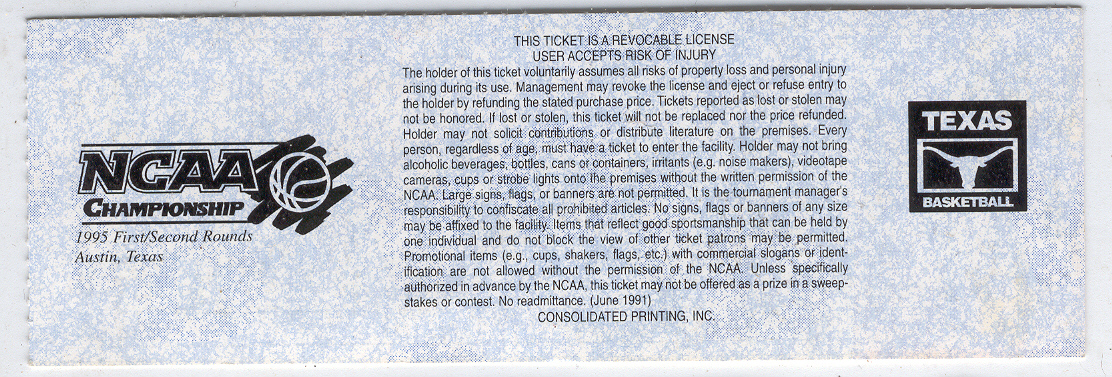 NCAA
CHAMPIONSHIP
1995 First/Second Rounds
Austin, Texas
THIS TICKET IS A REVOCABLE LICENSE
USER ACCEPTS RISK OF INJURY
The holder of this ticket voluntarily assumes all risks of property loss and personal injury
arising during its use. Management may revoke the license and eject or refuse entry to
the holder by refunding the stated purchase price. Tickets reported as lost or stolen may
not be honored. If lost or stolen, this ticket will not be replaced nor the price refunded.
Holder may not solicit contributions or distribute literature on the premises. Every
person, regardless of age, must have a ticket to enter the facility. Holder may not bring
alcoholic beverages, bottles, cans or containers, irritants (e.g. noise makers), videotape
cameras, cups or strobe lights onto the premises without the written permission of the
NCAA. Large signs, flags, or banners are not permitted. It is the tournament manager's
responsibility to confiscate all prohibited articles. No signs, flags or banners of any size
may be affixed to the facility. Items that reflect good sportsmanship that can be held by
one individual and do not block the view of other ticket patrons may be permitted.
Promotional items (e.g., cups, shakers, flags, etc.) with commercial slogans or ident-
ification are not allowed without the permission of the NCAA. Unless specifically
authorized in advance by the NCAA, this ticket may not be offered as a prize in a sweep-
stakes or contest. No readmittance. (June 1991)
CONSOLIDATED PRINTING, INC.
TEXAS
BASKETBALL